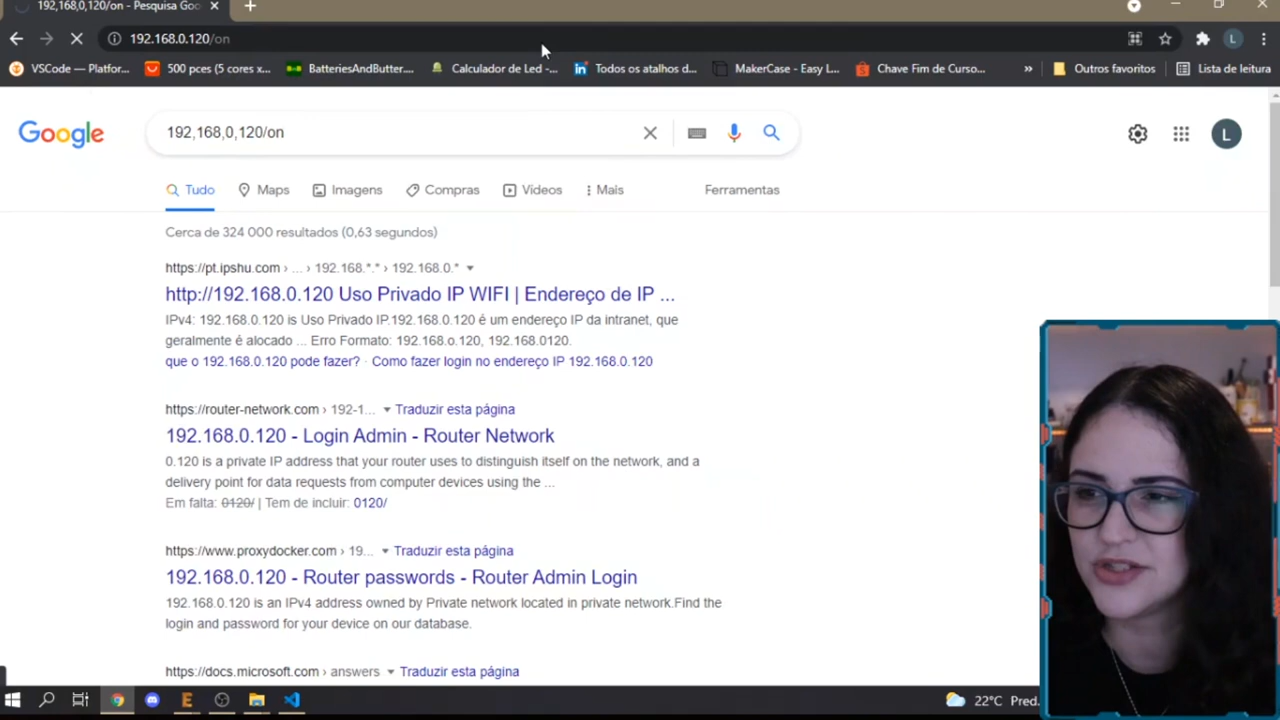 192,168,0,120/on - Pesquisa Goo
192.168.0.120/on
VSCode — Platfor...
500 pces (5 cores x...
BatteriesAndButter....
Calculador de Led -...
Todos os atalhos d...
MakerCase - Easy L...
Chave Fim de Curso...
»
Outros favoritos
Lista de leitura
Google
192,168,0,120/on
L
Tudo
Maps
Imagens
Compras
Vídeos
Mais
Ferramentas
Cerca de 324 000 resultados (0,63 segundos)
https://pt.ipshu.com › ... › 192.168.*.* › 192.168.0.*
http://192.168.0.120 Uso Privado IP WIFI | Endereço de IP ...
IPv4: 192.168.0.120 is Uso Privado IP.192.168.0.120 é um endereço IP da intranet, que
geralmente é alocado ... Erro Formato: 192.168.o.120, 192.168.0120.
que o 192.168.0.120 pode fazer? · Como fazer login no endereço IP 192.168.0.120
https://router-network.com › 192-1... Traduzir esta página
192.168.0.120 - Login Admin - Router Network
0.120 is a private IP address that your router uses to distinguish itself on the network, and a
delivery point for data requests from computer devices using the ...
Em falta: 0120/ | Tem de incluir: 0120/
https://www.proxydocker.com › 19... Traduzir esta página
192.168.0.120 - Router passwords - Router Admin Login
192.168.0.120 is an IPv4 address owned by Private network located in private network.Find the
login and password for your device on our database.
https://docs.microsoft.com › answers Traduzir esta página
22°C Pred.